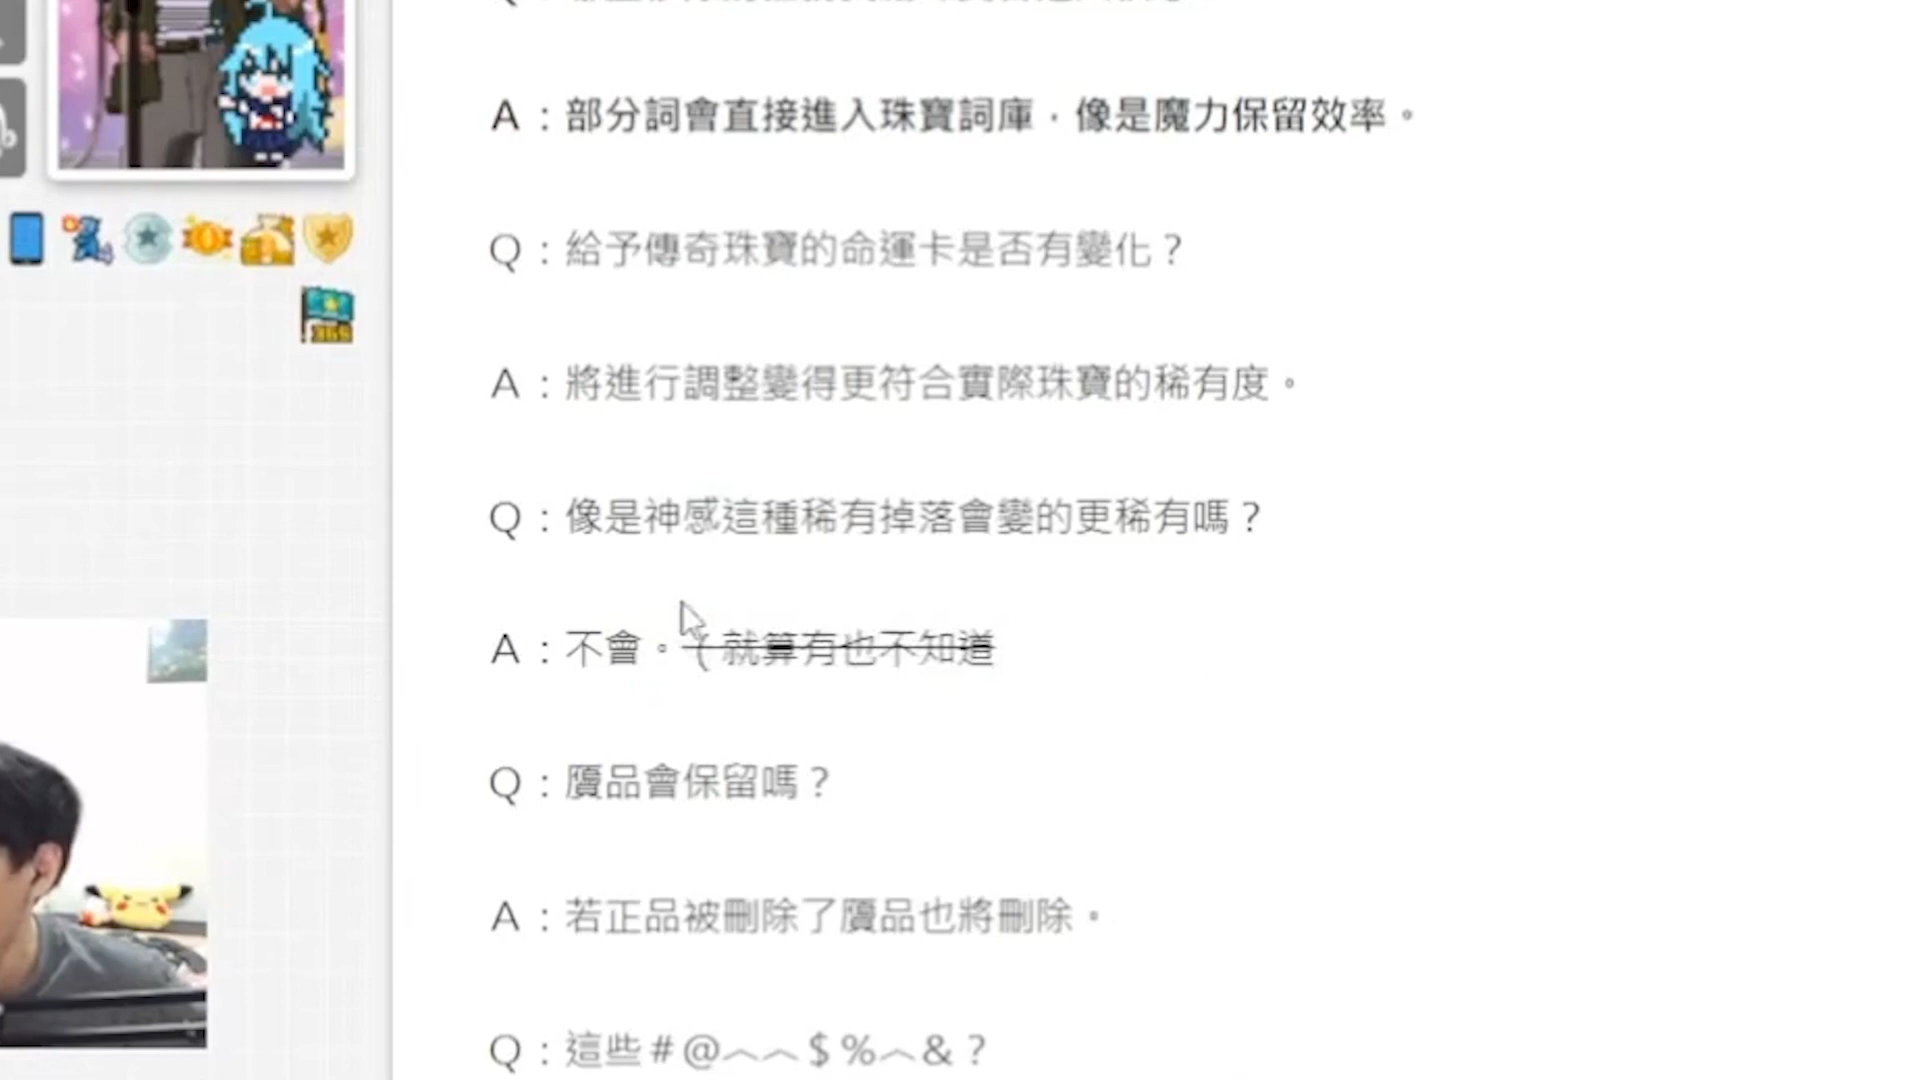 A：部分詞會直接進入珠寶詞庫，像是魔力保留效率。
Q：給予傳奇珠寶的命運卡是否有變化？
A：將進行調整變得更符合實際珠寶的稀有度。
Q：像是神感這種稀有掉落會變的更稀有嗎？
A：不會。（就算有也不知道
Q：贗品會保留嗎？
A：若正品被刪除了贗品也將刪除。
Q：這些＃＠︿︿＄％︿＆？
365